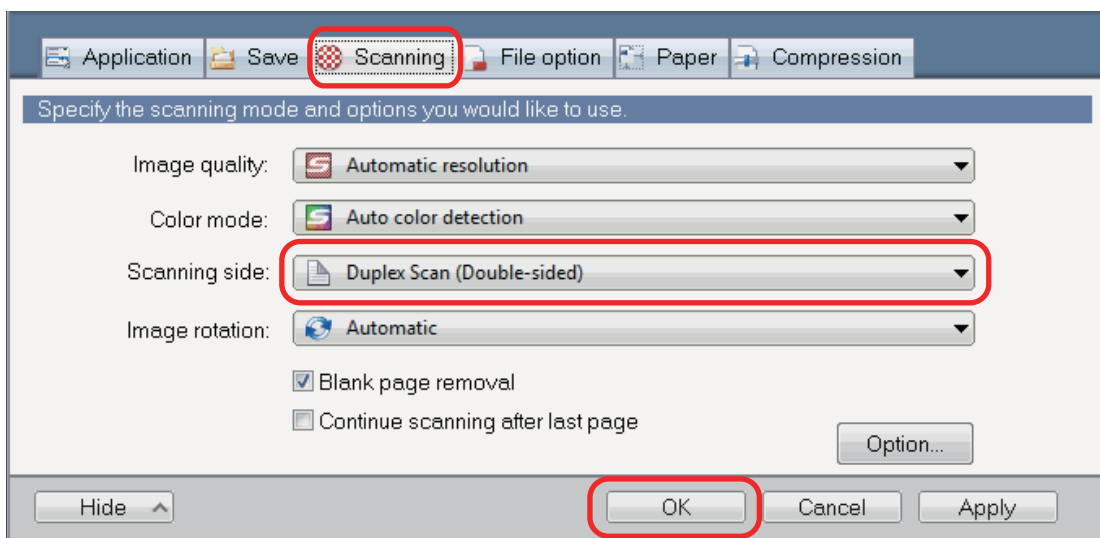 Application Save Scanning File option Paper Compression
Specify the scanning mode and options you would like to use.
Image quality: Automatic resolution
Color mode: Auto color detection
Scanning side: Duplex Scan (Double-sided)
Image rotation: Automatic
Blank page removal
Continue scanning after last page
Option...
Hide OK Cancel Apply